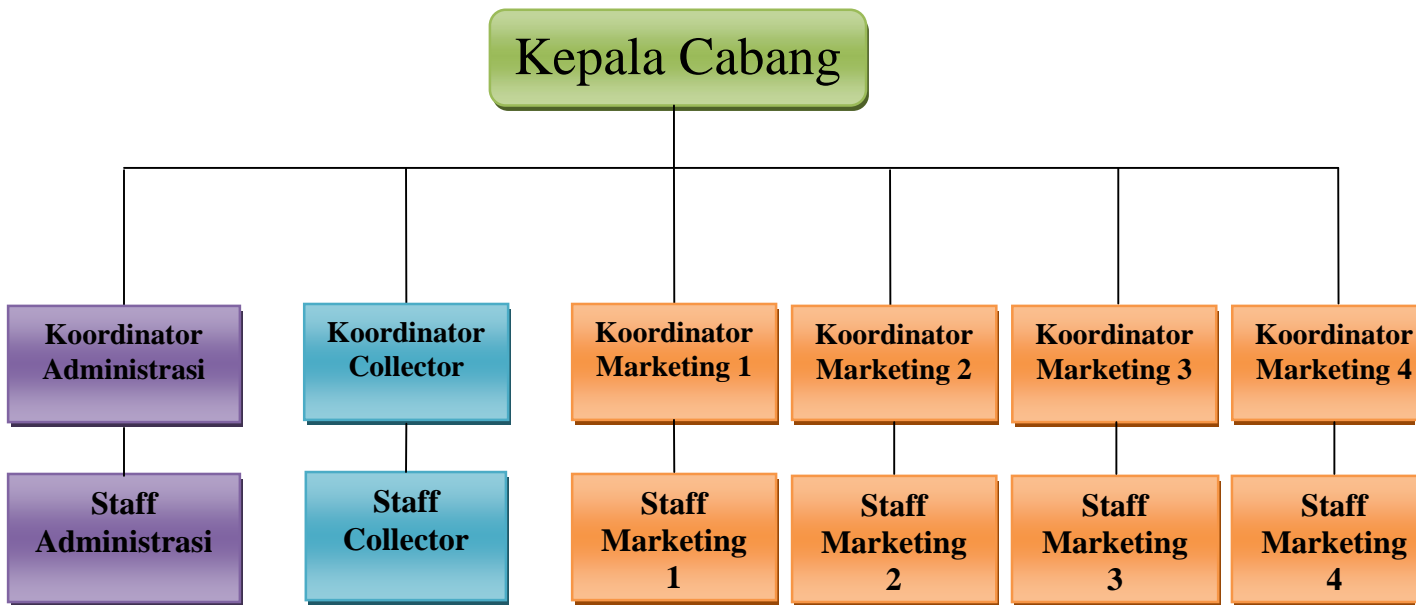 Kepala Cabang
Koordinator
Administrasi
Koordinator
Collector
Koordinator
Marketing 1
Koordinator
Marketing 2
Koordinator
Marketing 3
Koordinator
Marketing 4
Staff
Administrasi
Staff
Collector
Staff
Marketing
1
Staff
Marketing
2
Staff
Marketing
3
Staff
Marketing
4